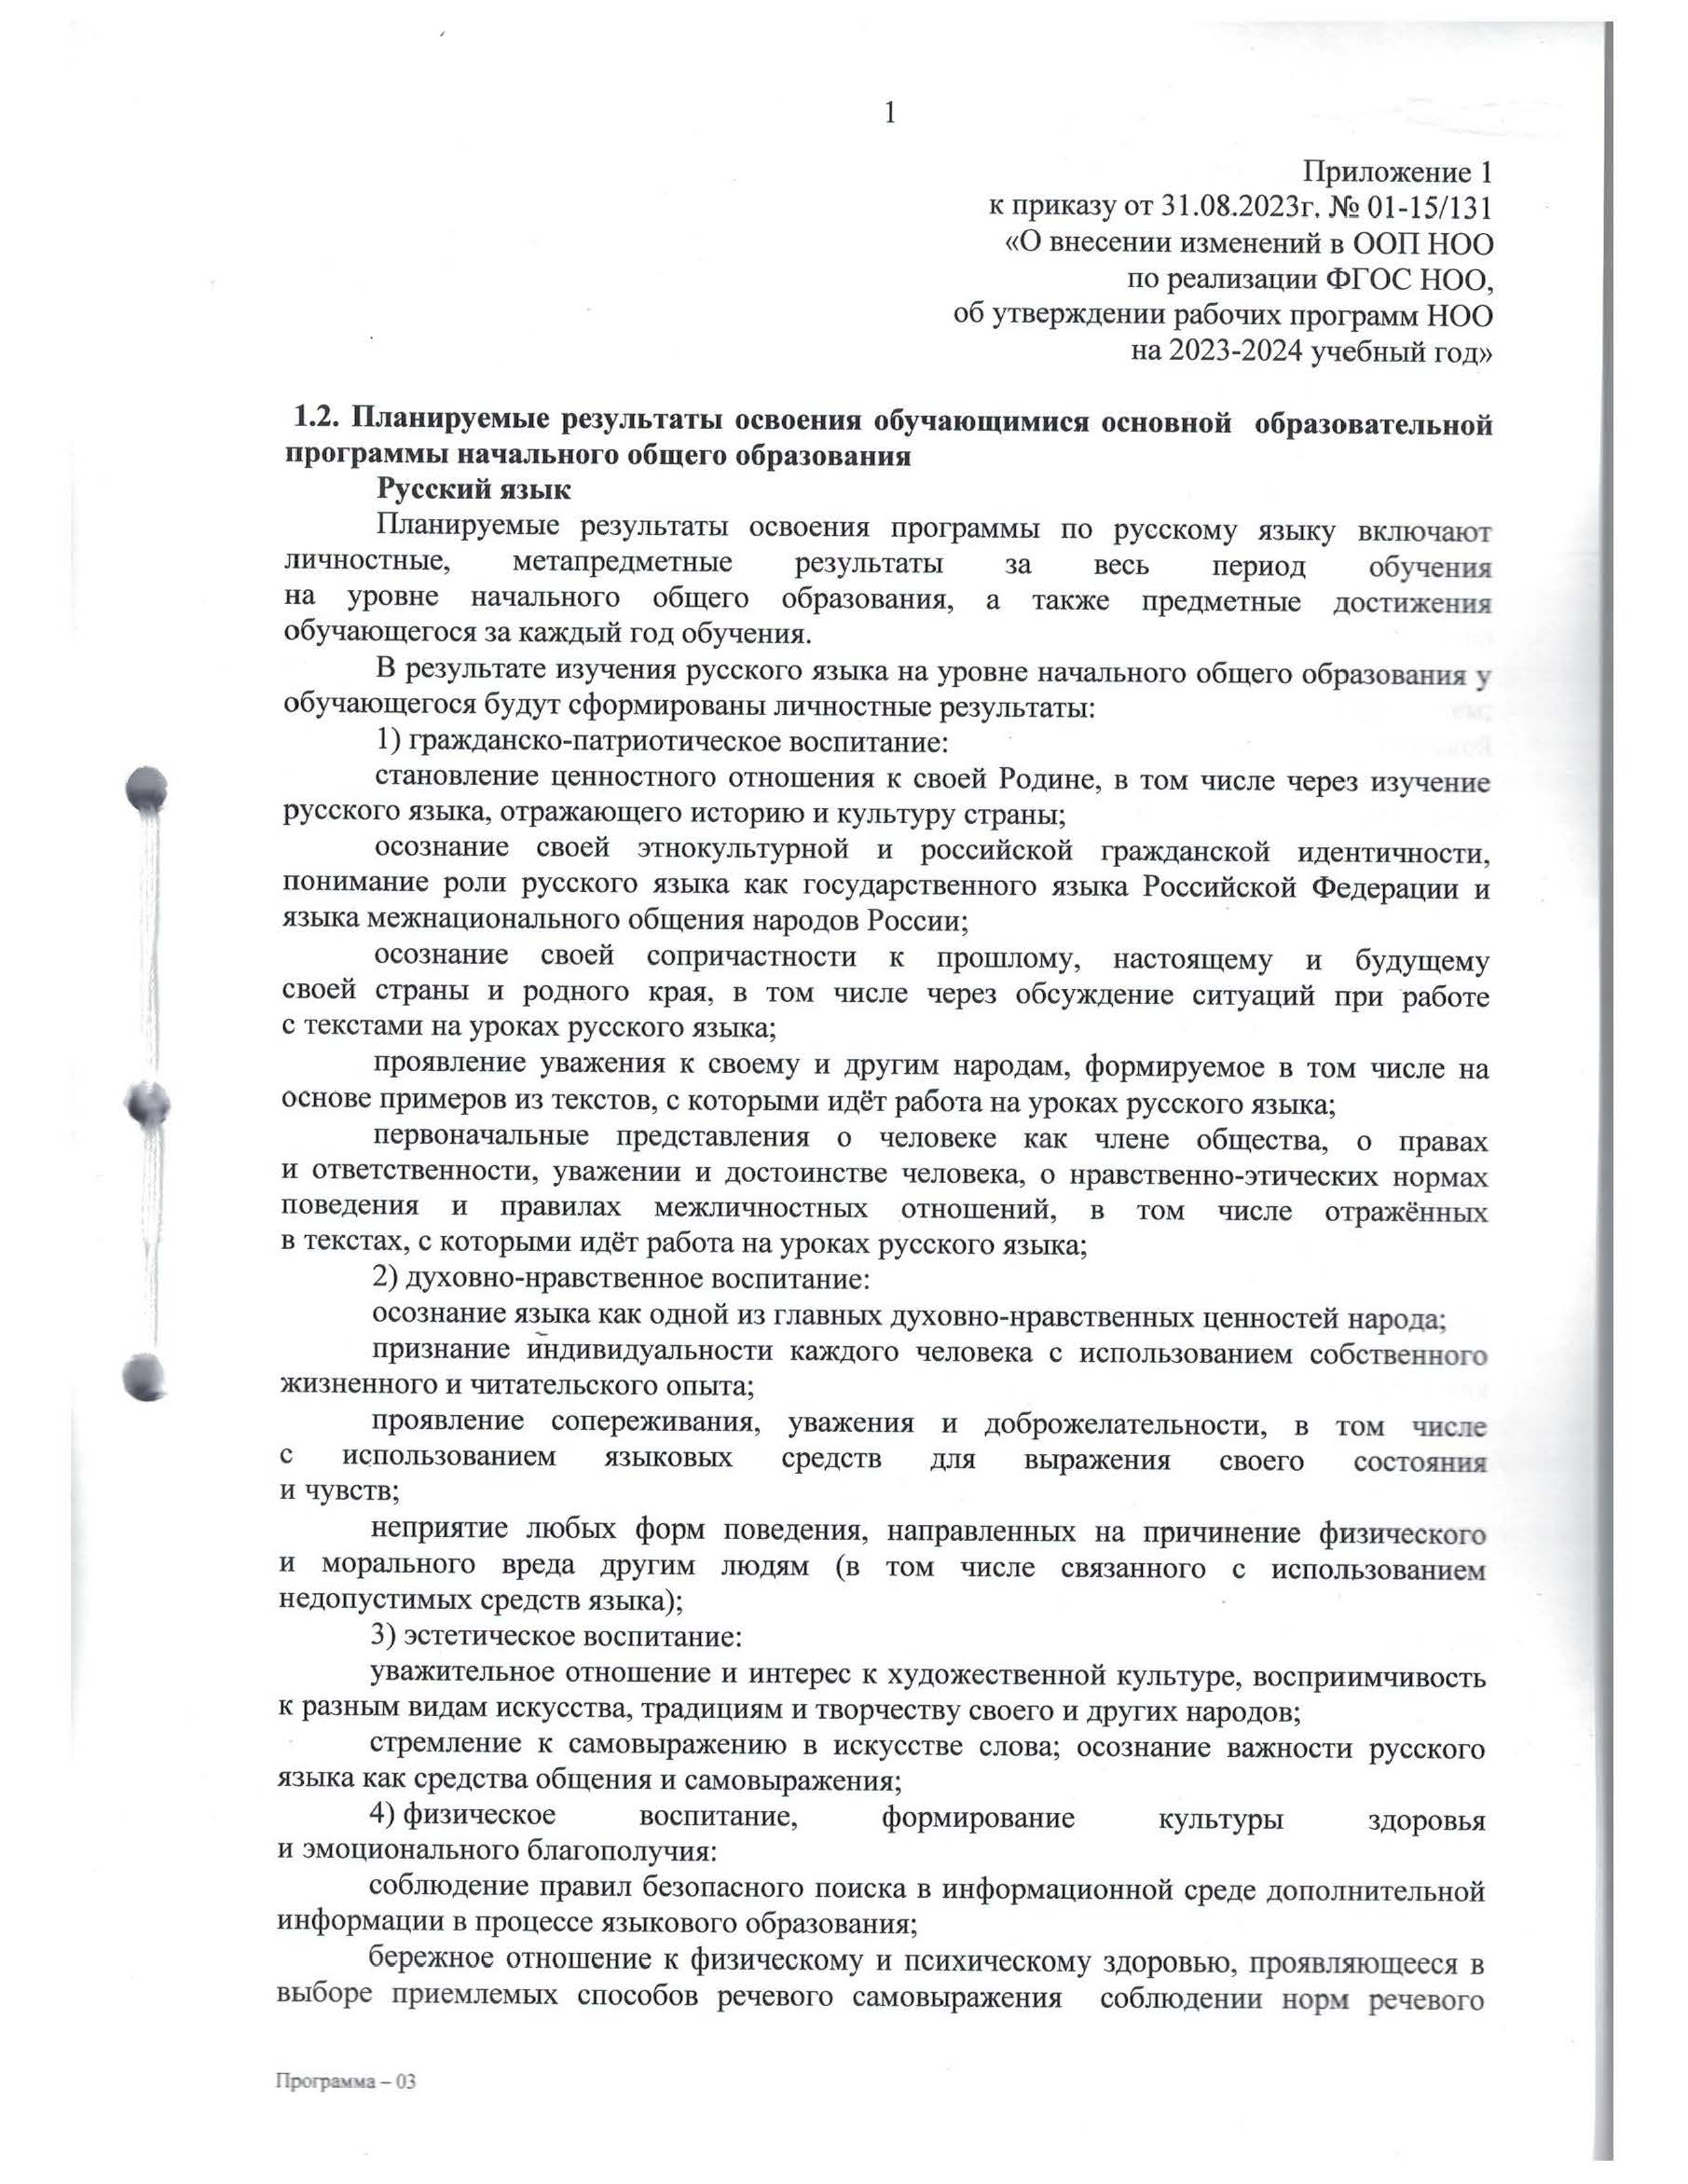 1
Приложение 1
к приказу от 31.08.2023г. № 01-15/131
«О внесении изменений в ООП НОО
по реализации ФГОС НОО,
об утверждении рабочих программ НОО
на 2023-2024 учебный год»
1.2. Планируемые результаты освоения обучающимися основной образовательной
программы начального общего образования
Русский язык
Планируемые результаты освоения программы по русскому языку включают
личностные, метапредметные результаты за весь период обучения
на уровне начального общего образования, а также предметные достижения
обучающегося за каждый год обучения.
В результате изучения русского языка на уровне начального общего образования у
обучающегося будут сформированы личностные результаты:
1) гражданско-патриотическое воспитание:
становление ценностного отношения к своей Родине, в том числе через изучение
русского языка, отражающего историю и культуру страны;
осознание своей этнокультурной и российской гражданской идентичности,
понимание роли русского языка как государственного языка Российской Федерации и
языка межнационального общения народов России;
осознание своей сопричастности к прошлому, настоящему и будущему
своей страны и родного края, в том числе через обсуждение ситуаций при работе
с текстами на уроках русского языка;
проявление уважения к своему и другим народам, формируемое в том числе на
основе примеров из текстов, с которыми идёт работа на уроках русского языка;
первоначальные представления о человеке как члене общества, о правах
и ответственности, уважении и достоинстве человека, о нравственно-этических нормах
поведения и правилах межличностных отношений, в том числе отражённых
в текстах, с которыми идёт работа на уроках русского языка;
2) духовно-нравственное воспитание:
осознание языка как одной из главных духовно-нравственных ценностей народа;
признание индивидуальности каждого человека с использованием собственного
жизненного и читательского опыта;
проявление сопереживания, уважения и доброжелательности, в том числе
с использованием языковых средств для выражения своего состояния
и чувств;
неприятие любых форм поведения, направленных на причинение физического
и морального вреда другим людям (в том числе связанного с использованием
недопустимых средств языка);
3) эстетическое воспитание:
уважительное отношение и интерес к художественной культуре, восприимчивость
к разным видам искусства, традициям и творчеству своего и других народов;
стремление к самовыражению в искусстве слова; осознание важности русского
языка как средства общения и самовыражения;
4) физическое воспитание, формирование культуры здоровья
и эмоционального благополучия:
соблюдение правил безопасного поиска в информационной среде дополнительной
информации в процессе языкового образования;
бережное отношение к физическому и психическому здоровью, проявляющееся в
выборе приемлемых способов речевого самовыражения соблюдении норм речевого
Программа – 03